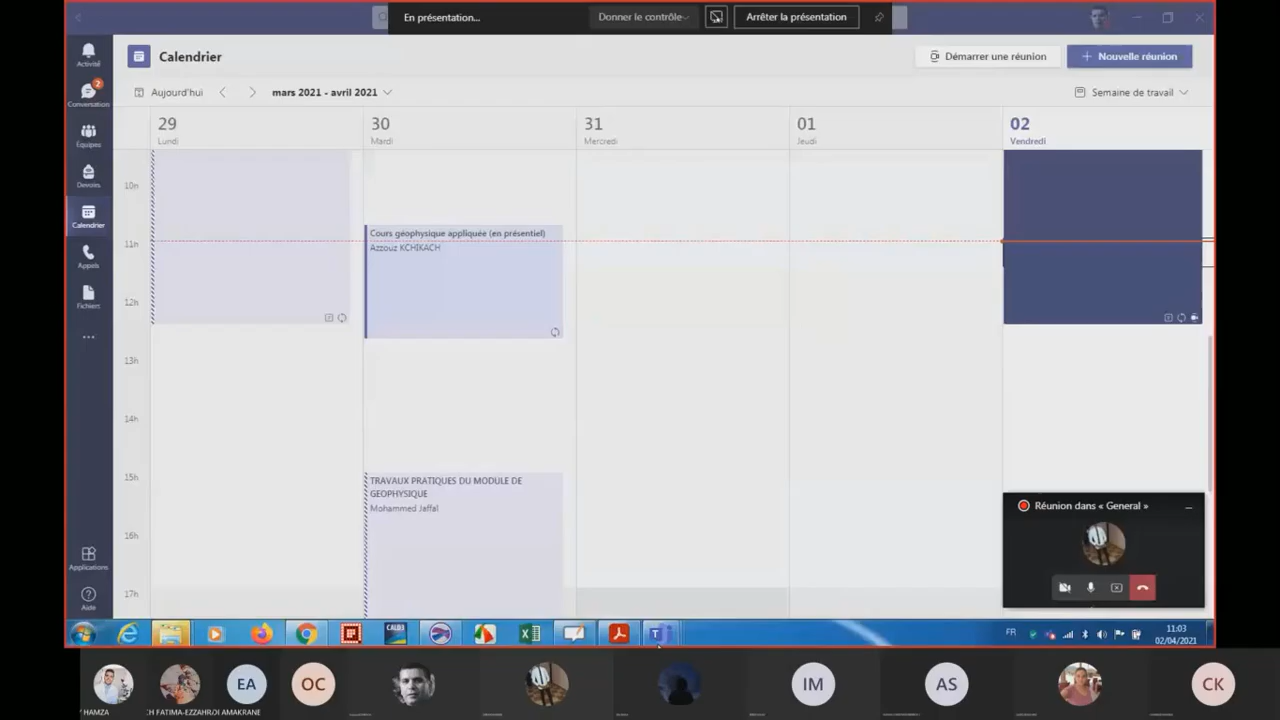 En présentation...
Donner le contrôle
Arrêter la présentation
Calendrier
Démarrer une réunion
+ Nouvelle réunion
Aujourd'hui
mars 2021 - avril 2021
Semaine de travail
Activité
2
Conversation
Équipes
Devoirs
Calendrier
Appels
Fichiers
...
Applications
Aide
29
Lundi
30
Mardi
31
Mercredi
01
Jeudi
02
Vendredi
10h
11h
12h
13h
14h
15h
16h
17h
Cours géophysique appliquée (en présentiel)
Azzouz KCHIKACH
TRAVAUX PRATIQUES DU MODULE DE
GEOPHYSIQUE
Mohammed Jaffal
Réunion dans « General »
FR
11:03
02/04/2021
EA
OC
IM
AS
CK
HAMZA
CH FATIMA-EZZAHRO
AMAKRANE